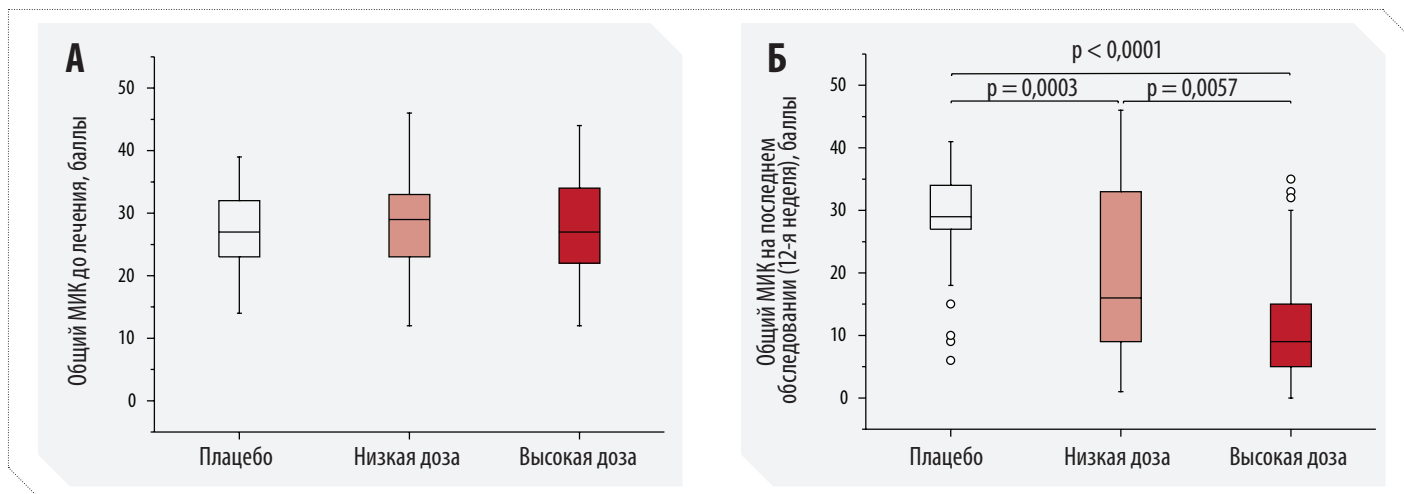 А
Общий МИК до лечения, баллы
50
40
30
20
10
0
Плацебо Низкая доза Высокая доза
Б
Общий МИК на последнем
обследовании (12-я неделя), баллы
p < 0,0001
p = 0,0003 p = 0,0057
50
40
30
20
10
0
Плацебо Низкая доза Высокая доза